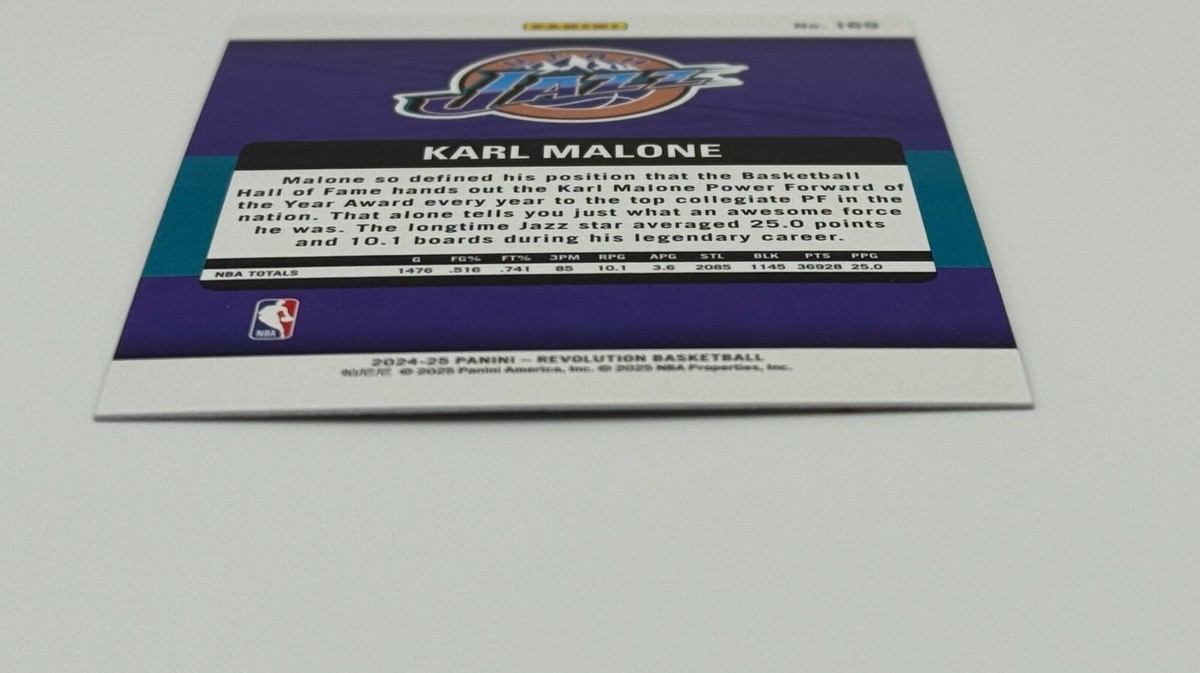 PANINI
No. 169
UTAH
JAZZ
KARL MALONE
Malone so defined his position that the Basketball
Hall of Fame hands out the Karl Malone Power Forward of
the Year Award every year to the top collegiate PF in the
nation. That alone tells you just what an awesome force
he was. The longtime Jazz star averaged 25.0 points
and 10.1 boards during his legendary career.
G FG% FT% 3PM RPG APG STL BLK PTS PPG
NBA TOTALS 1476 .516 .741 85 10.1 3.6 2085 1145 36928 25.0
NBA
2024-25 PANINI – REVOLUTION BASKETBALL
帕尼尼 © 2025 Panini America, Inc. © 2025 NBA Properties, Inc.